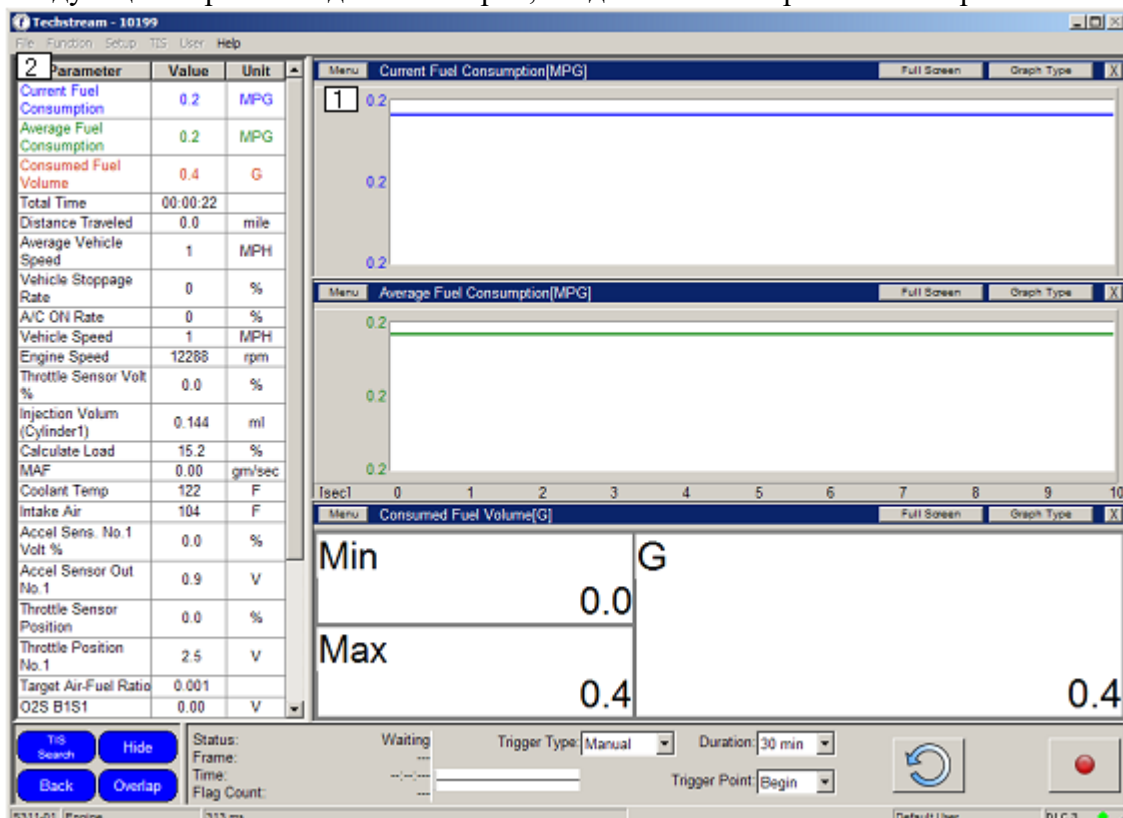 Techstream - 10199
File Function Setup TIS User Help
2 Parameter Value Unit
Current Fuel Consumption 0.2 MPG
Average Fuel Consumption 0.2 MPG
Consumed Fuel Volume 0.4 G
Total Time 00:00:22
Distance Traveled 0.0 mile
Average Vehicle Speed 1 MPH
Vehicle Stoppage Rate 0 %
A/C ON Rate 0 %
Vehicle Speed 1 MPH
Engine Speed 12288 rpm
Throttle Sensor Volt % 0.0 %
Injection Volum (Cylinder1) 0.144 ml
Calculate Load 15.2 %
MAF 0.00 gm/sec
Coolant Temp 122 F
Intake Air 104 F
Accel Sens. No.1 Volt % 0.0 %
Accel Sensor Out No.1 0.9 V
Throttle Sensor Position 0.0 %
Throttle Position No.1 2.5 V
Target Air-Fuel Ratio 0.001
O2S B1S1 0.00 V
Menu Current Fuel Consumption[MPG] Full Screen Graph Type X
1 0.2
0.2
0.2
Menu Average Fuel Consumption[MPG] Full Screen Graph Type X
0.2
0.2
0.2
[sec] 0 1 2 3 4 5 6 7 8 9 10
Menu Consumed Fuel Volume[G] Full Screen Graph Type X
Min G
0.0
Max
0.4 0.4
TIS Search Hide
Back Overlap
Status: Waiting
Frame: ---
Time: --:--:--
Flag Count: ---
Trigger Type: Manual Duration: 30 min
Trigger Point: Begin
Default User DLC 3